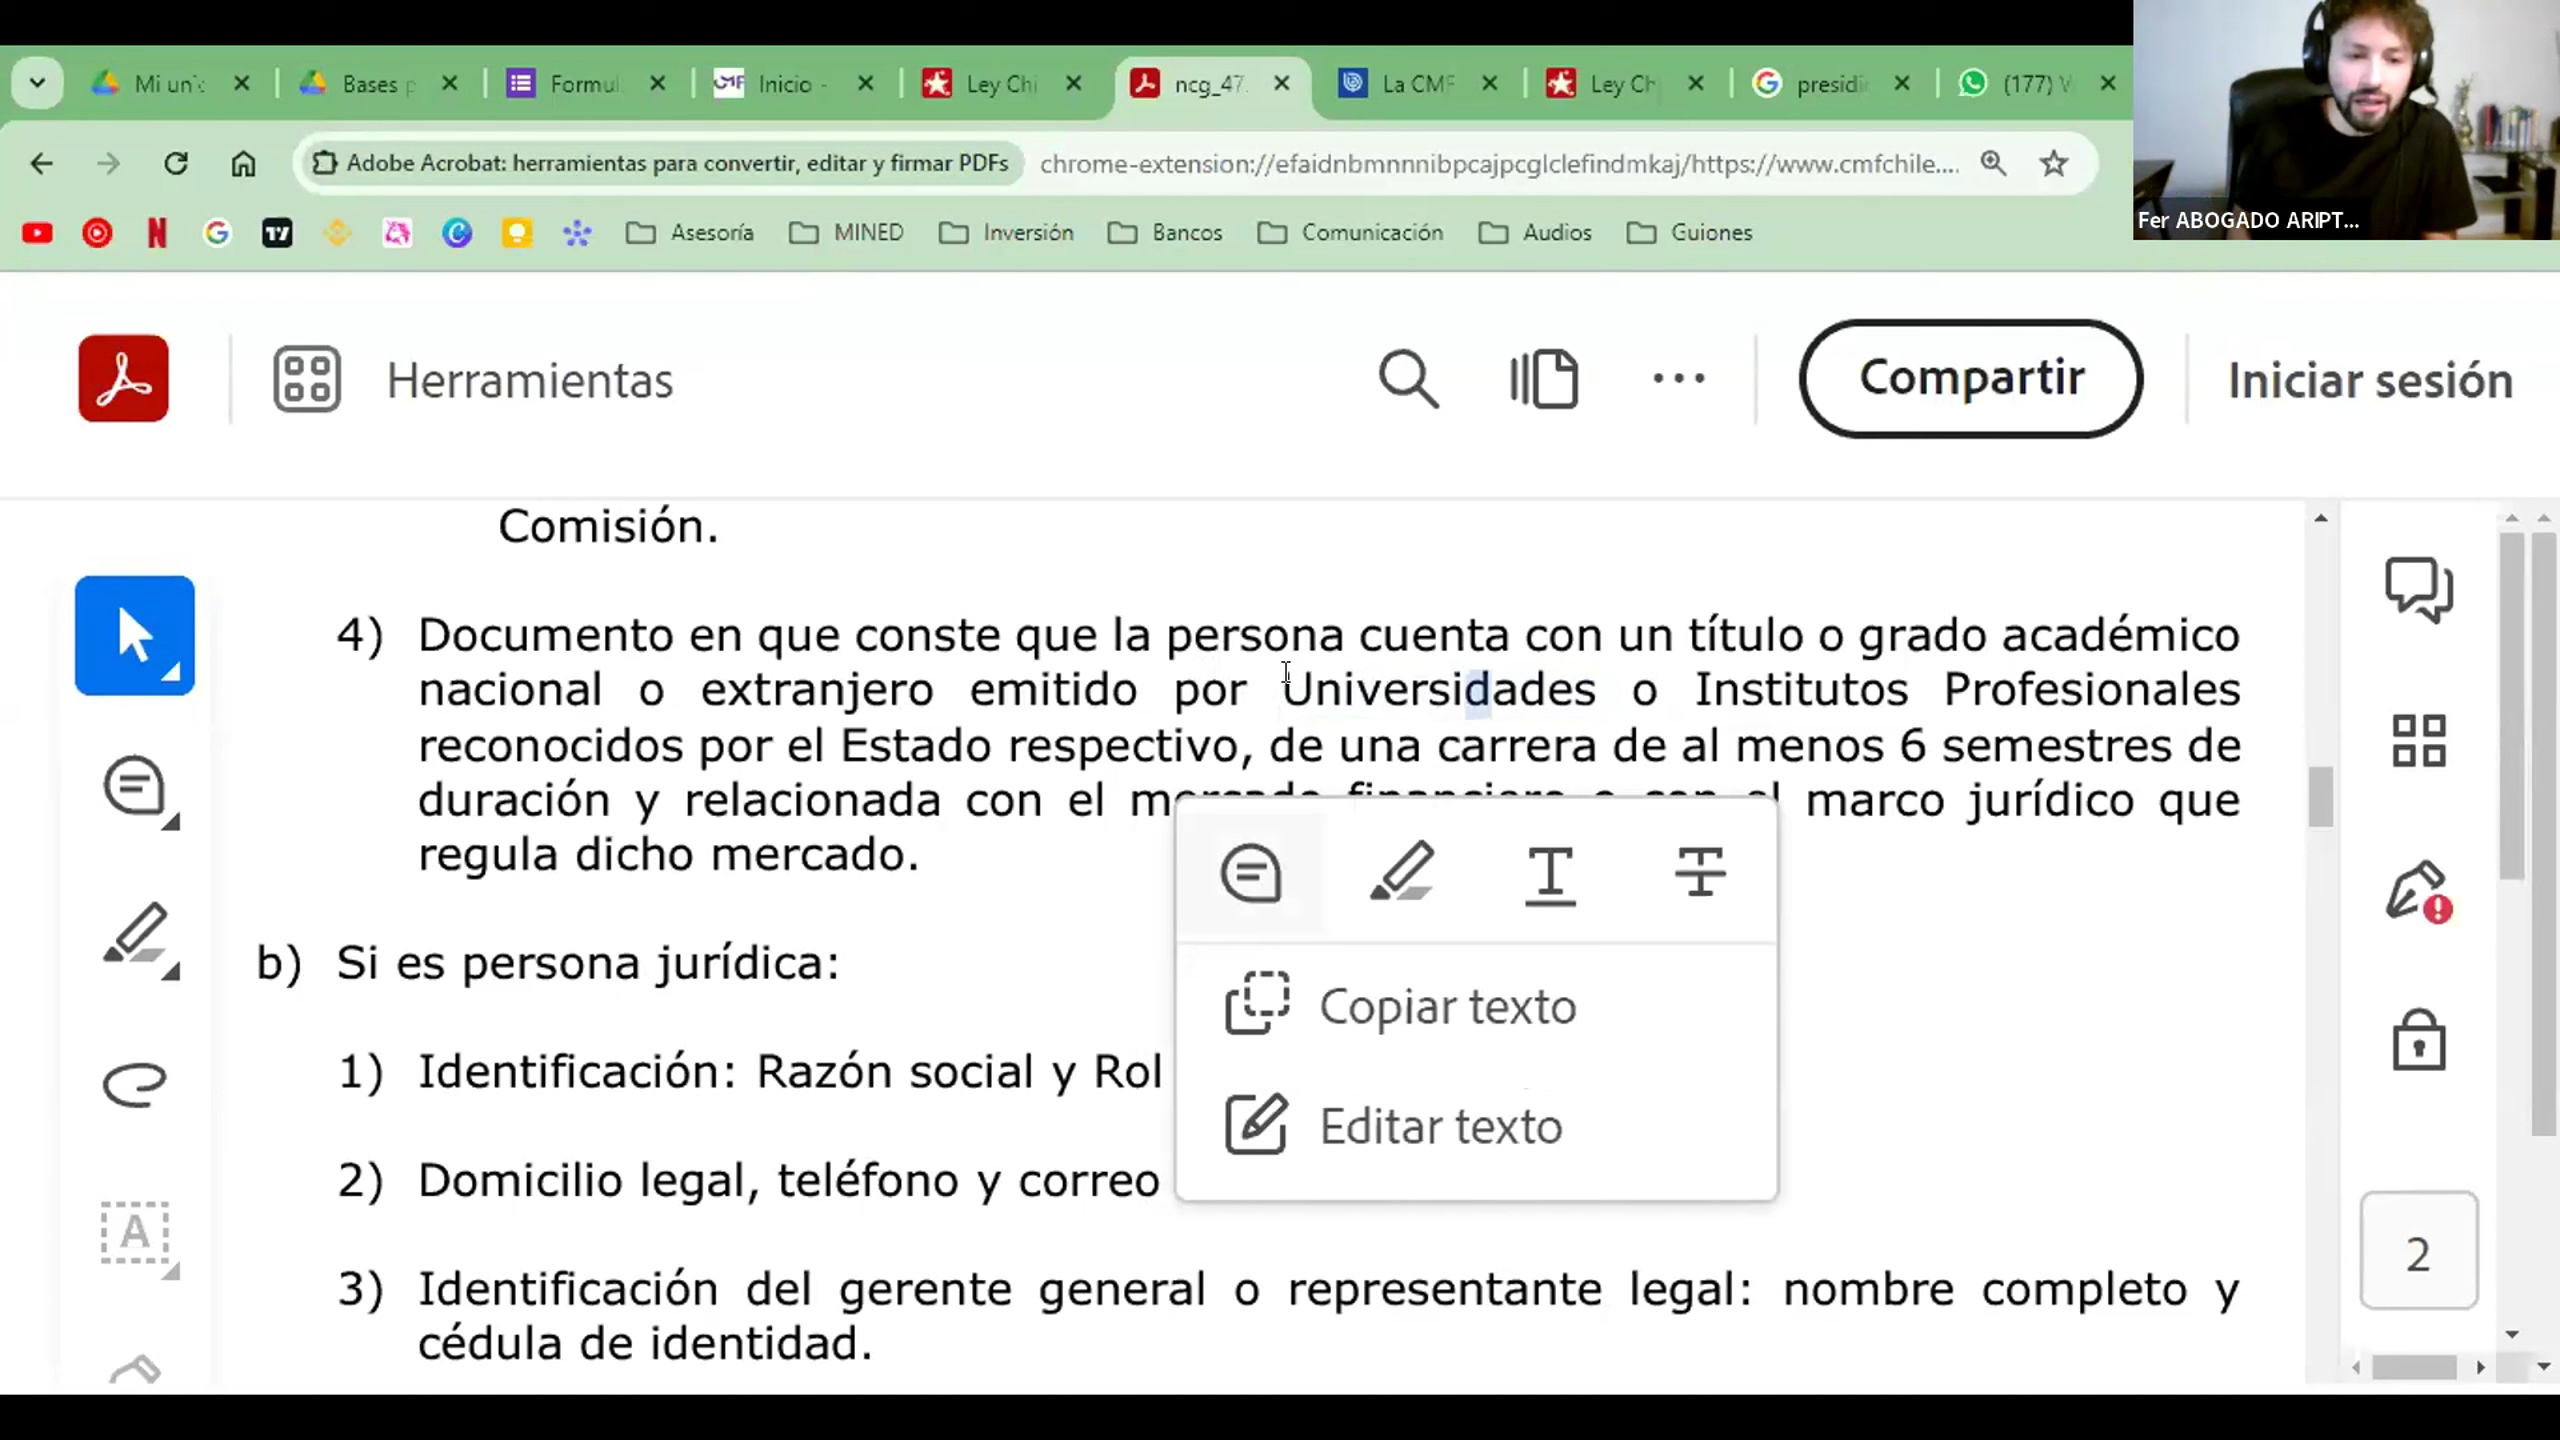 Mi uni
Bases p
Formul
CMF Inicio -
Ley Chi
ncg_47.
La CMF
Ley Ch
presidi
(177) V
Adobe Acrobat: herramientas para convertir, editar y firmar PDFs
chrome-extension://efaidnbmnnnibpcajpcglclefindmkaj/https://www.cmfchile....
Asesoría
MINED
Inversión
Bancos
Comunicación
Audios
Guiones
Fer ABOGADO ARIPT...
Herramientas
Compartir
Iniciar sesión
Comisión.
4) Documento en que conste que la persona cuenta con un título o grado académico
nacional o extranjero emitido por Universidades o Institutos Profesionales
reconocidos por el Estado respectivo, de una carrera de al menos 6 semestres de
duración y relacionada con el mercado financiero o con el marco jurídico que
regula dicho mercado.
b) Si es persona jurídica:
1) Identificación: Razón social y Rol
2) Domicilio legal, teléfono y correo
3) Identificación del gerente general o representante legal: nombre completo y
cédula de identidad.
Copiar texto
Editar texto
2